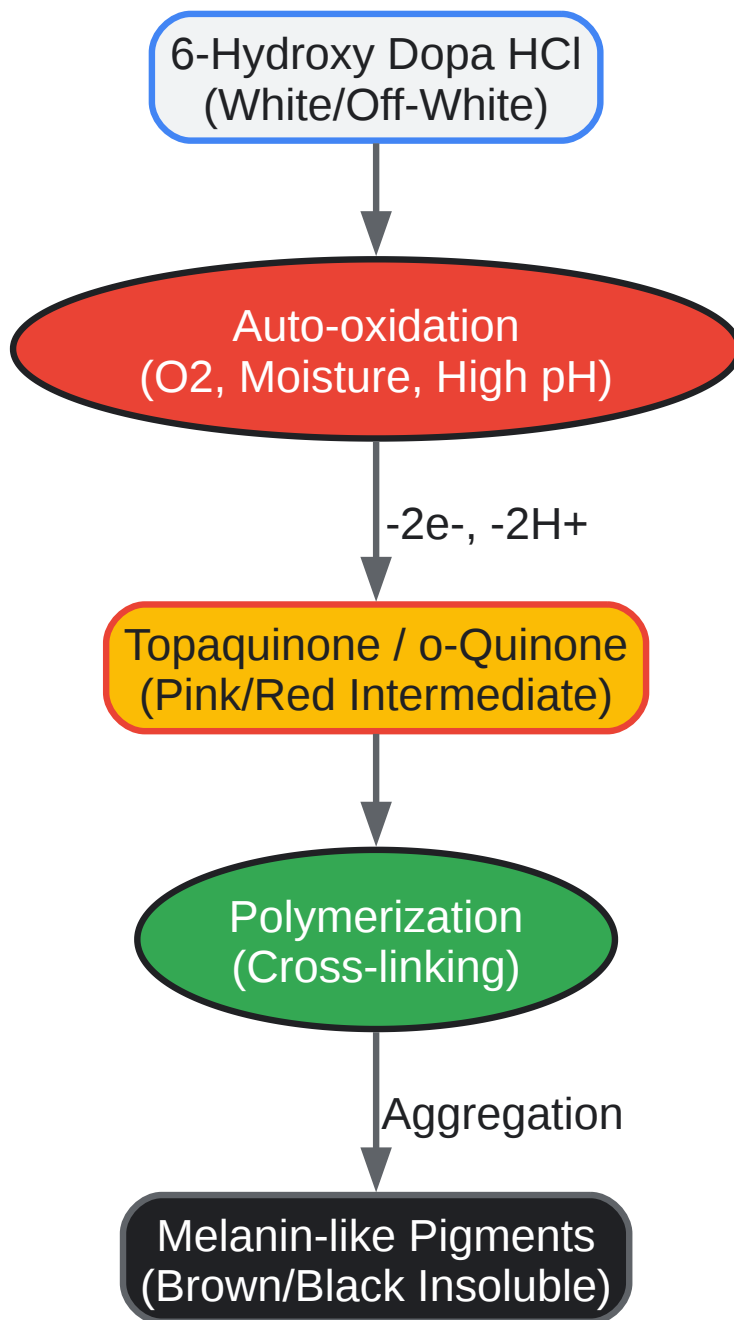 6-Hydroxy Dopa HCl
(White/Off-White)
Auto-oxidation
(O2, Moisture, High pH)
-2e-, -2H+
Topaquinone / o-Quinone
(Pink/Red Intermediate)
Polymerization
(Cross-linking)
Aggregation
Melanin-like Pigments
(Brown/Black Insoluble)